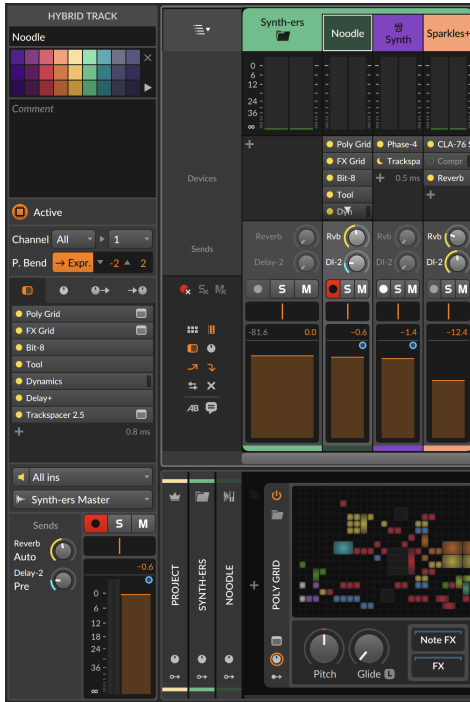 HYBRID TRACK
Noodle
Comment
Active
Channel All 1
P. Bend Expr. -2 2
Poly Grid
FX Grid
Bit-8
Tool
Dynamics
Delay+
Trackspacer 2.5
+ 0.8 ms
All ins
Synth-ers Master
Sends S M
Reverb
Auto
Delay-2
Pre
-0.6
0
6
12
18
24
36
∞
Synth-ers Noodle 쌍 Synth Sparkles+
0
6
12
24
36
∞
Devices
Poly Grid Phase-4 CLA-76
FX Grid Trackspa Compr
Bit-8 + 0.5 ms Reverb
Tool +
Dyn
Sends
Reverb Rvb Reverb Rvb
Delay-2 Dl-2 Delay-2 Dl-2
S M S M S M S M
-81.6 0.0 -0.6 -1.4 -12.4
AB
PROJECT
SYNTH-ERS
NOODLE
+
POLY GRID
Pitch
Glide L
Note FX
FX